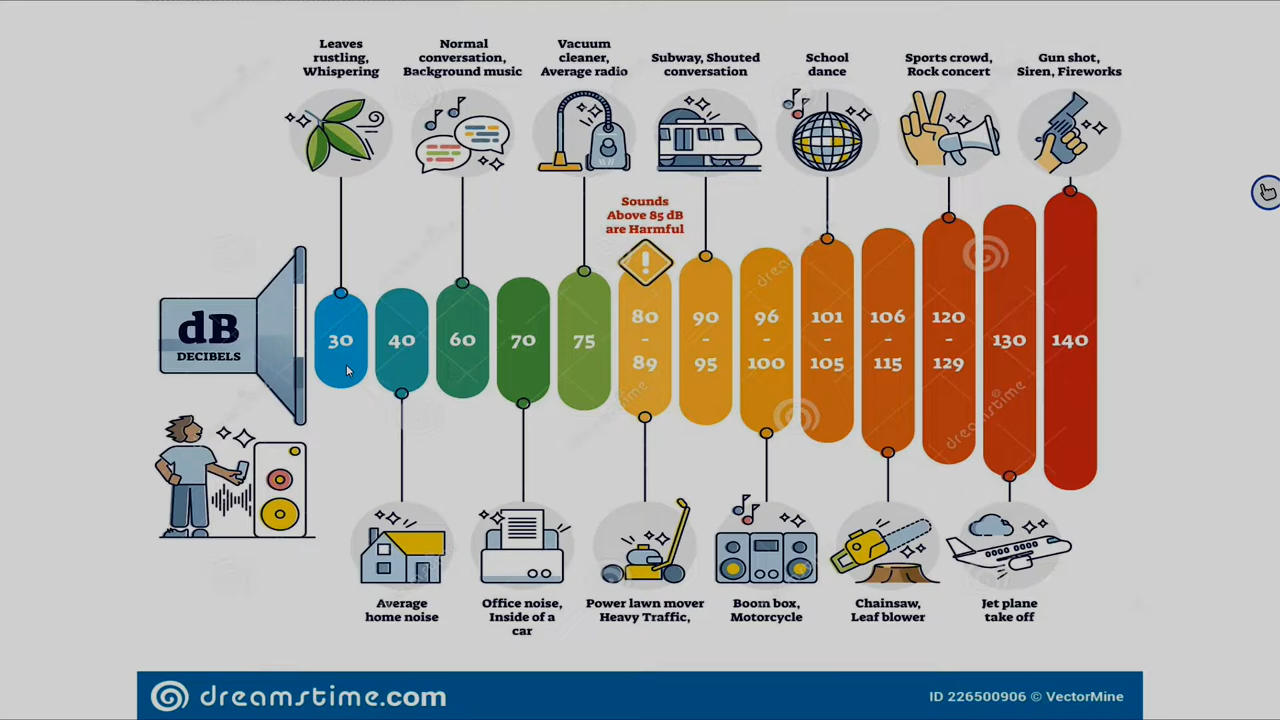 Leaves
rustling,
Whispering
Normal
conversation,
Background music
Vacuum
cleaner,
Average radio
Subway, Shouted
conversation
School
dance
Sports crowd,
Rock concert
Gun shot,
Siren, Fireworks
Sounds
Above 85 dB
are Harmful
!
dB
DECIBELS
30
40
60
70
75
80
-
89
90
-
95
96
-
100
101
-
105
106
-
115
120
-
129
130
140
Average
home noise
Office noise,
Inside of a
car
Power lawn mover
Heavy Traffic,
Boom box,
Motorcycle
Chainsaw,
Leaf blower
Jet plane
take off
dreamstime.com
ID 226500906 © VectorMine